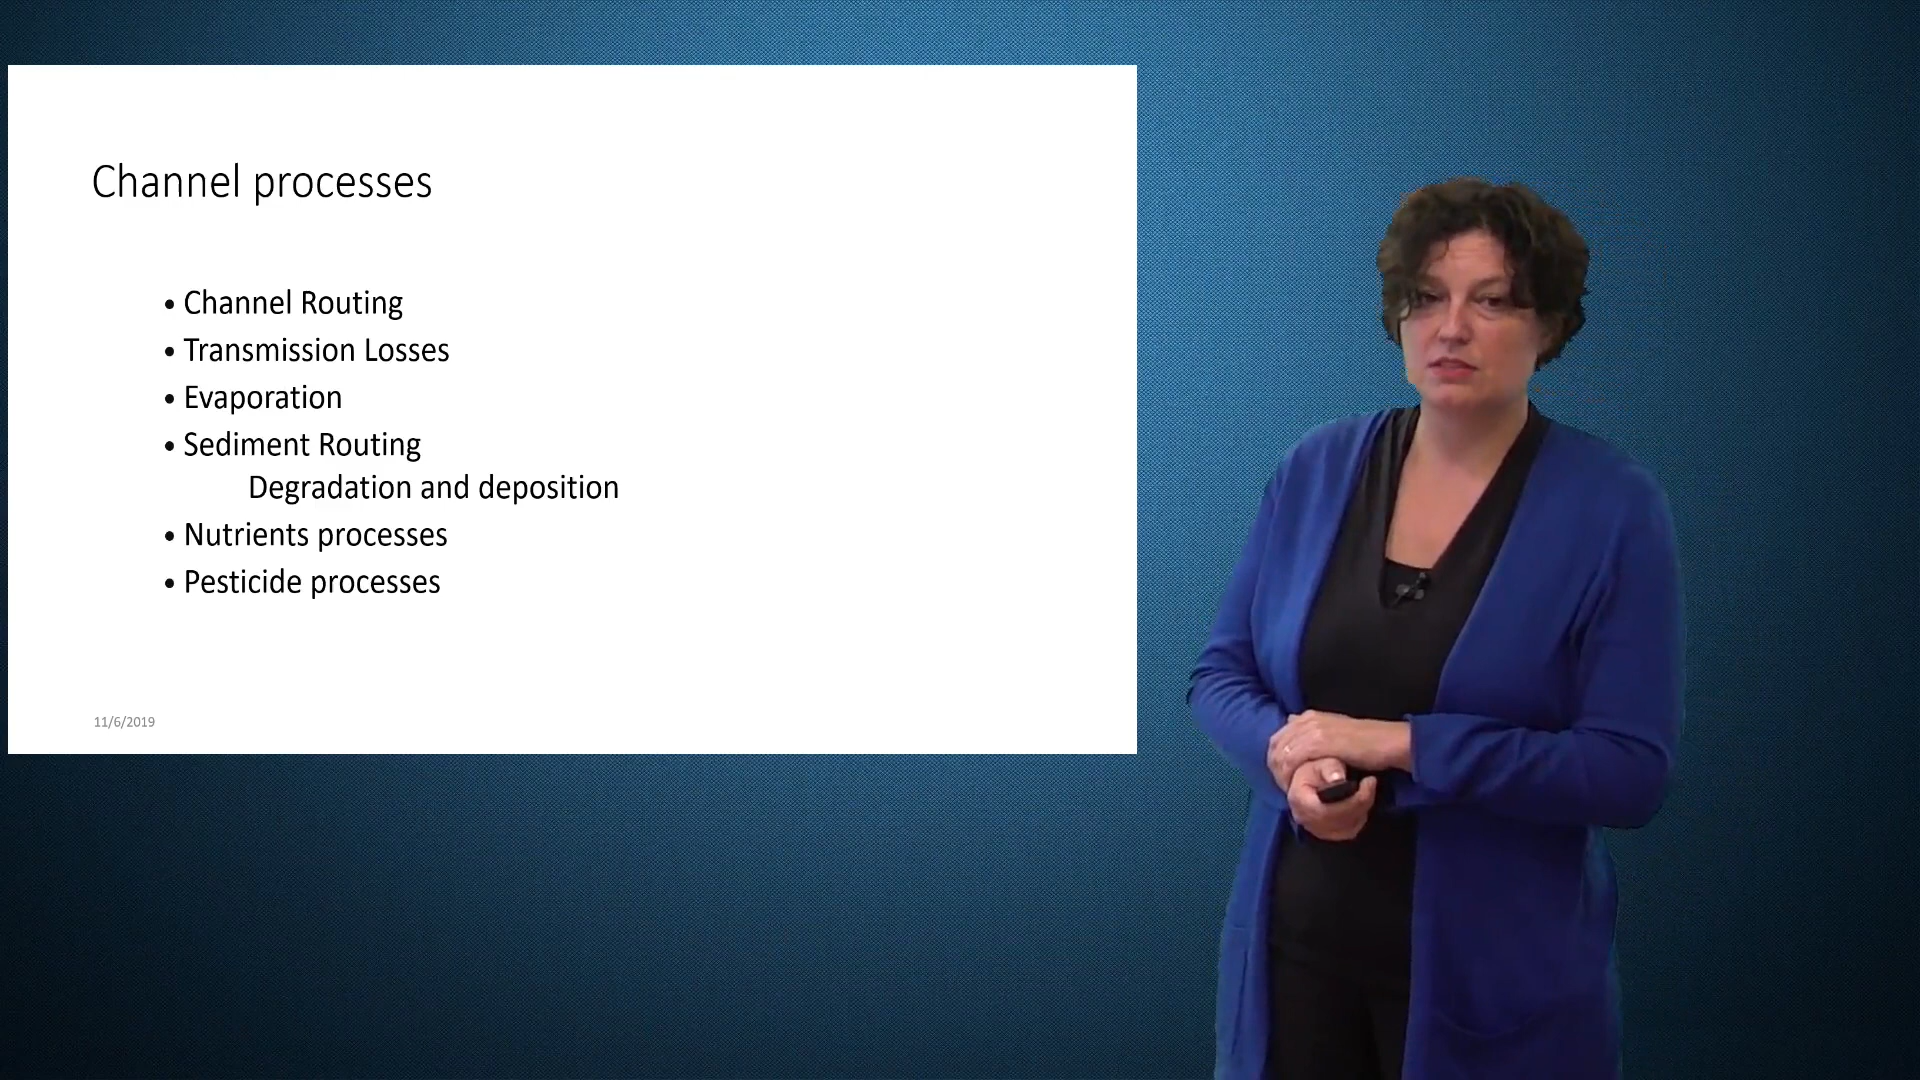 Channel processes
• Channel Routing
• Transmission Losses
• Evaporation
• Sediment Routing
Degradation and deposition
• Nutrients processes
• Pesticide processes
11/6/2019